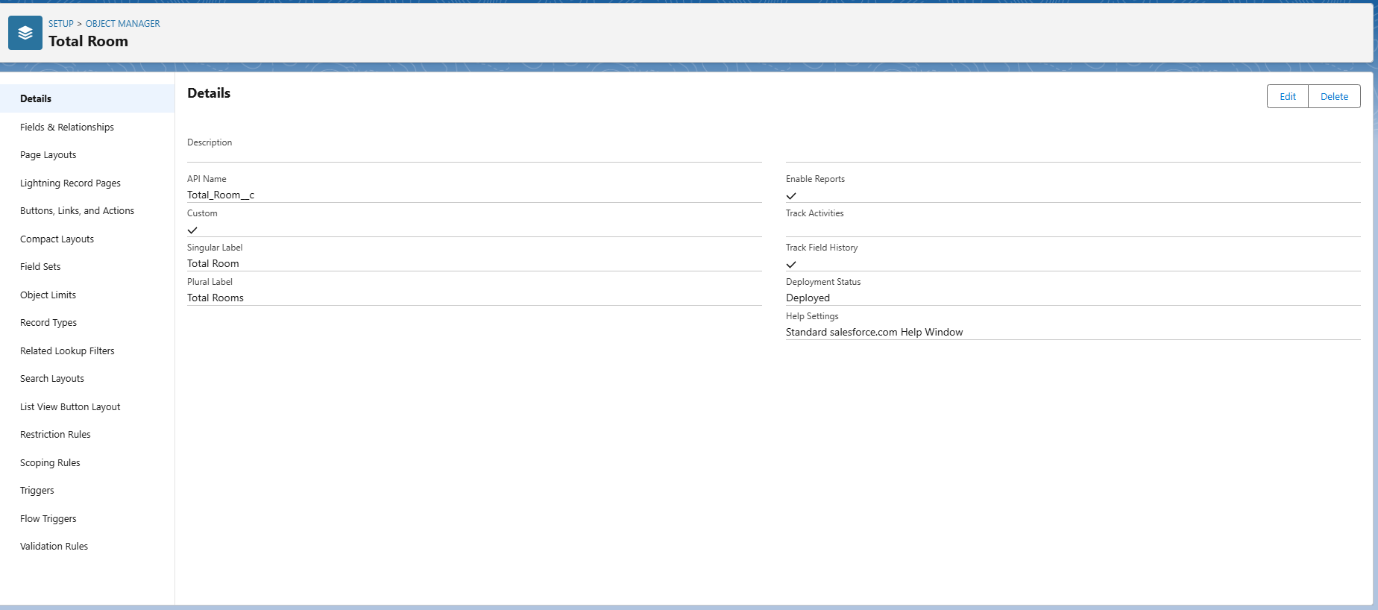 SETUP > OBJECT MANAGER
Total Room
Details
Fields & Relationships
Page Layouts
Lightning Record Pages
Buttons, Links, and Actions
Compact Layouts
Field Sets
Object Limits
Record Types
Related Lookup Filters
Search Layouts
List View Button Layout
Restriction Rules
Scoping Rules
Triggers
Flow Triggers
Validation Rules
Details
Edit
Delete
Description
API Name
Total_Room__c
Custom
Singular Label
Total Room
Plural Label
Total Rooms
Enable Reports
Track Activities
Track Field History
Deployment Status
Deployed
Help Settings
Standard salesforce.com Help Window